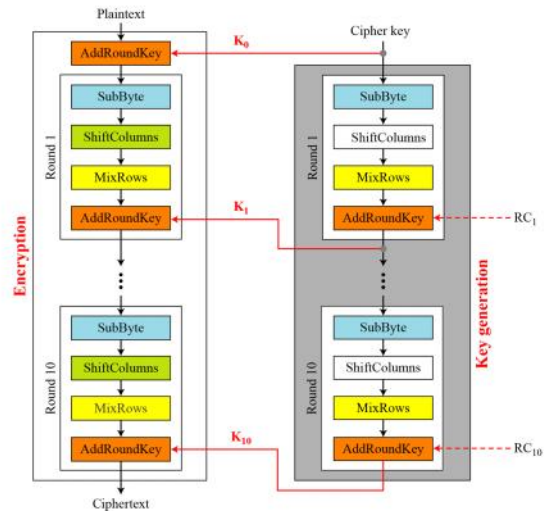 Plaintext
AddRoundKey
Encryption
Round 1
SubByte
ShiftColumns
MixRows
AddRoundKey
Round 10
SubByte
ShiftColumns
MixRows
AddRoundKey
Ciphertext
K0
K1
K10
Cipher key
Key generation
Round 1
SubByte
ShiftColumns
MixRows
AddRoundKey
RC1
Round 10
SubByte
ShiftColumns
MixRows
AddRoundKey
RC10